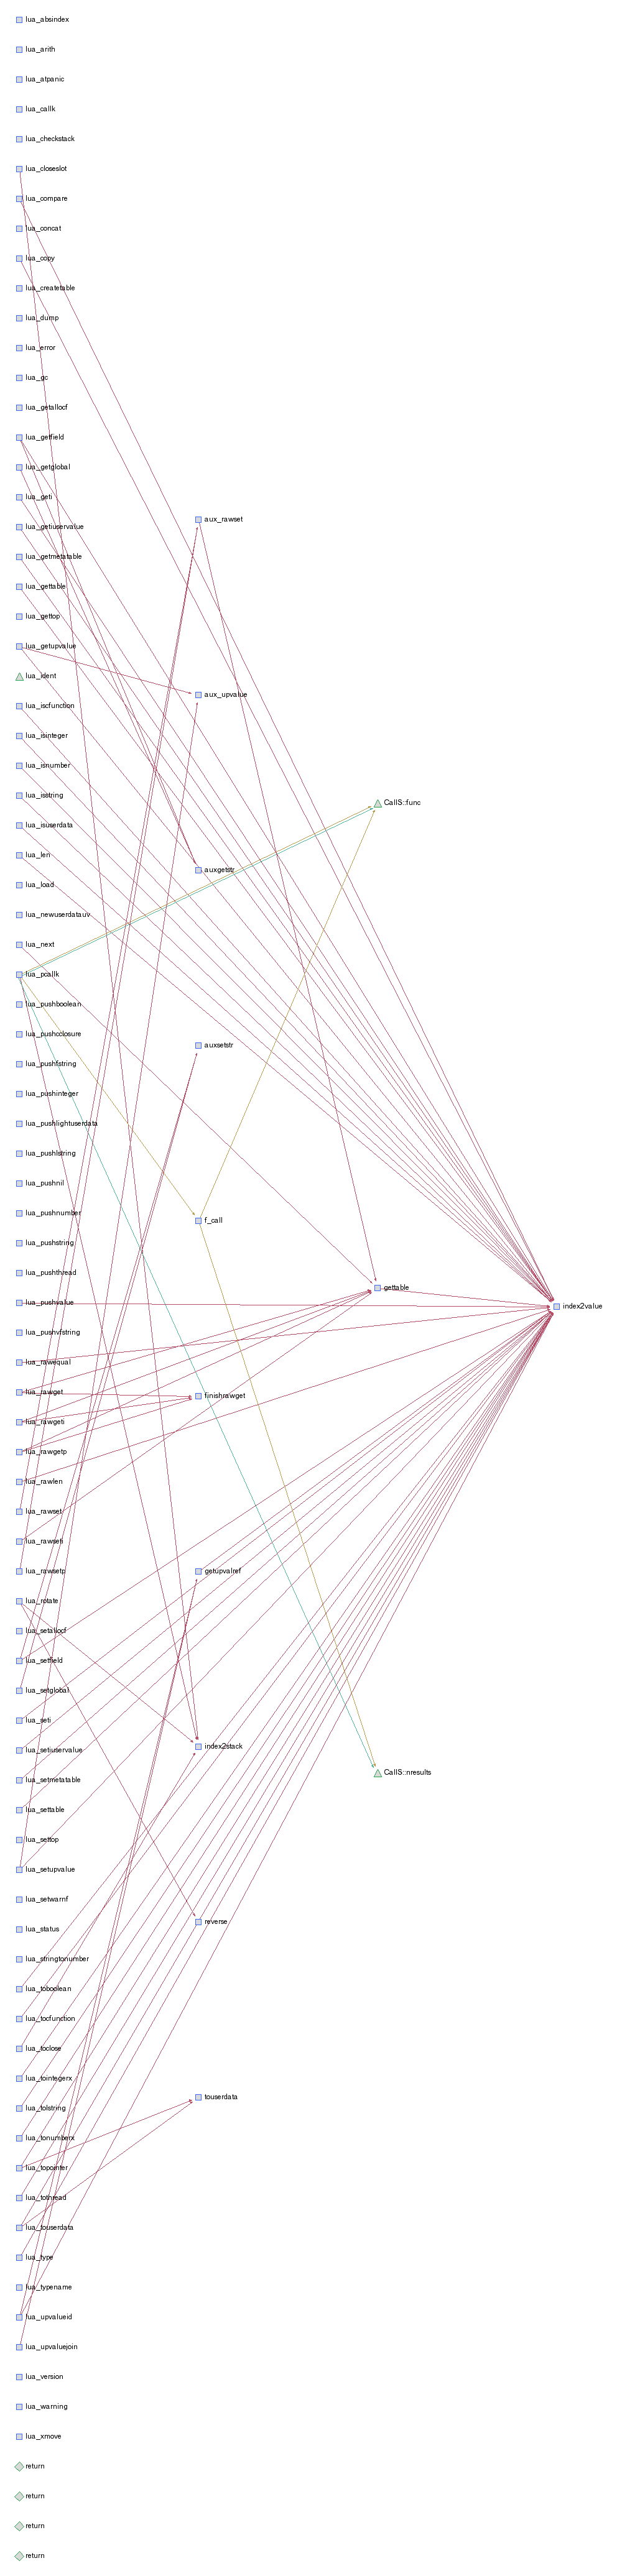 lua_absindex
lua_arith
lua_atpanic
lua_callk
lua_checkstack
lua_closeslot
lua_compare
lua_concat
lua_copy
lua_createtable
lua_dump
lua_error
lua_gc
lua_getallocf
lua_getfield
lua_getglobal
lua_geti
lua_getiuservalue
lua_getmetatable
lua_gettable
lua_gettop
lua_getupvalue
lua_ident
lua_iscfunction
lua_isinteger
lua_isnumber
lua_isstring
lua_isuserdata
lua_len
lua_load
lua_newuserdatauv
lua_next
lua_pcallk
lua_pushboolean
lua_pushcclosure
lua_pushfstring
lua_pushinteger
lua_pushlightuserdata
lua_pushlstring
lua_pushnil
lua_pushnumber
lua_pushstring
lua_pushthread
lua_pushvalue
lua_pushvfstring
lua_rawequal
lua_rawget
lua_rawgeti
lua_rawgetp
lua_rawlen
lua_rawset
lua_rawseti
lua_rawsetp
lua_rotate
lua_setallocf
lua_setfield
lua_setglobal
lua_seti
lua_setiuservalue
lua_setmetatable
lua_settable
lua_settop
lua_setupvalue
lua_setwarnf
lua_status
lua_stringtonumber
lua_toboolean
lua_tocfunction
lua_toclose
lua_tointegerx
lua_tolstring
lua_tonumberx
lua_topointer
lua_tothread
lua_touserdata
lua_type
lua_typename
lua_upvalueid
lua_upvaluejoin
lua_version
lua_warning
lua_xmove
return
return
return
return
aux_rawset
aux_upvalue
auxgetstr
auxsetstr
f_call
finishrawget
getupvalref
index2stack
reverse
touserdata
CallS::func
gettable
CallS::nresults
index2value